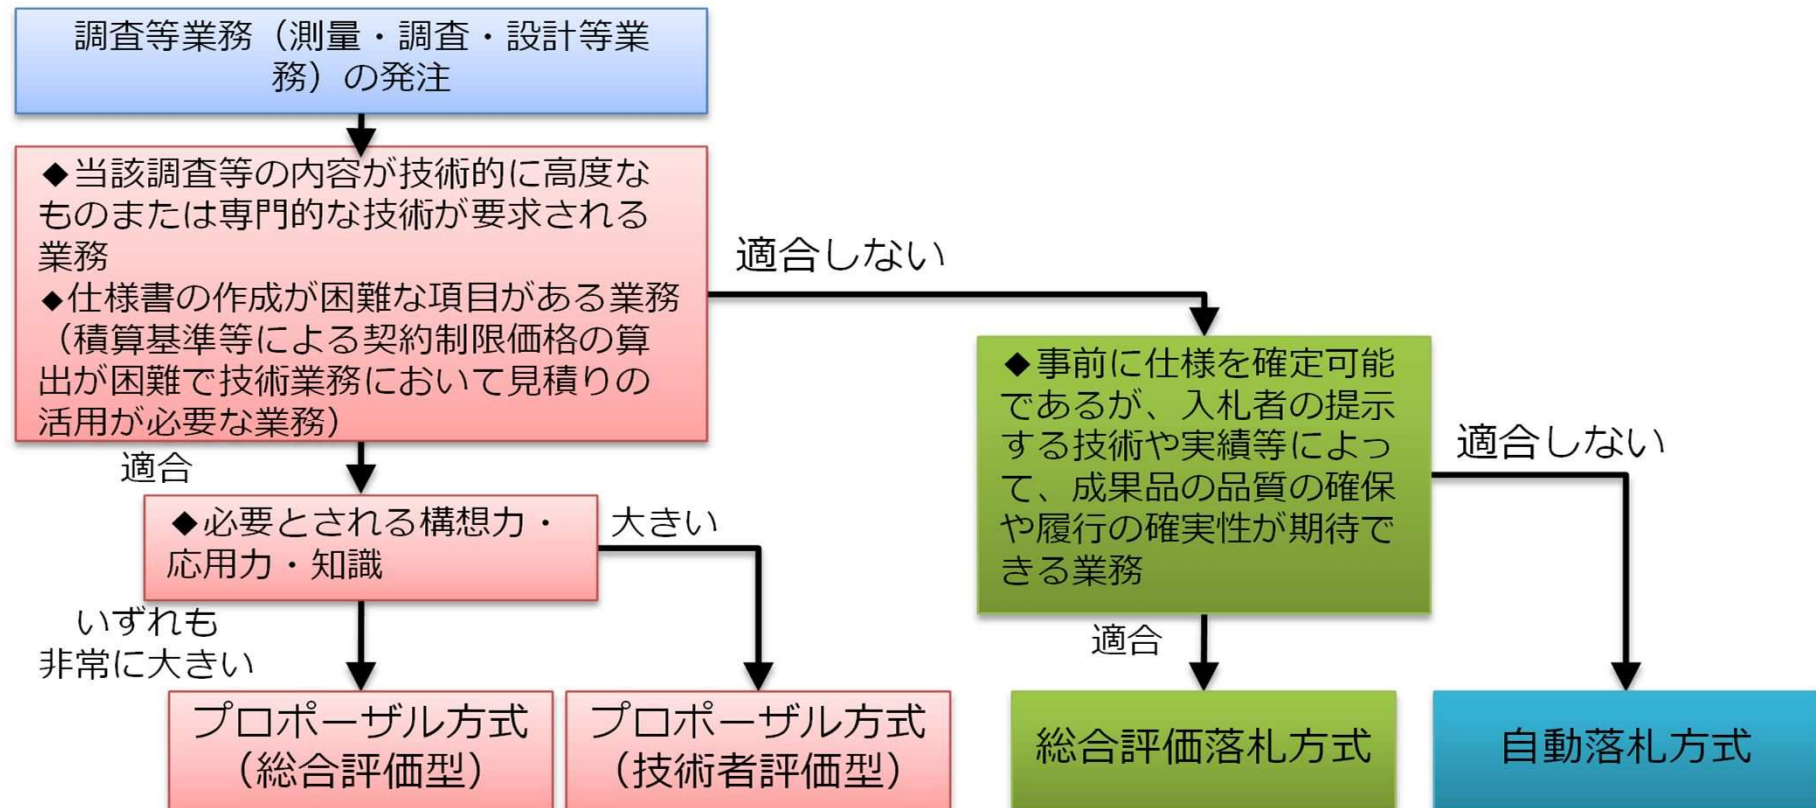 調査等業務（測量・調査・設計等業
務）の発注
◆当該調査等の内容が技術的に高度な
ものまたは専門的な技術が要求される
業務
◆仕様書の作成が困難な項目がある業務
（積算基準等による契約制限価格の算
出が困難で技術業務において見積りの
活用が必要な業務）
適合しない
適合
◆必要とされる構想力・
応用力・知識
大きい
いずれも
非常に大きい
プロポーザル方式
（総合評価型）
プロポーザル方式
（技術者評価型）
◆事前に仕様を確定可能
であるが、入札者の提示
する技術や実績等によっ
て、成果品の品質の確保
や履行の確実性が期待で
きる業務
適合しない
適合
総合評価落札方式
自動落札方式